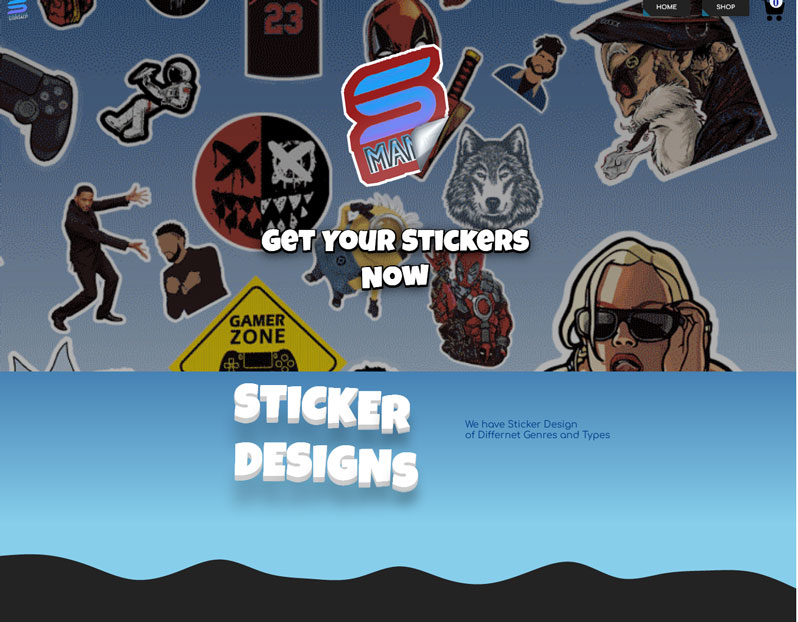 HOME
SHOP
0
23
MAN
GET YOUR STICKERS
NOW
GAMER
ZONE
STICKER
DESIGNS
We have Sticker Design
of Differnet Genres and Types